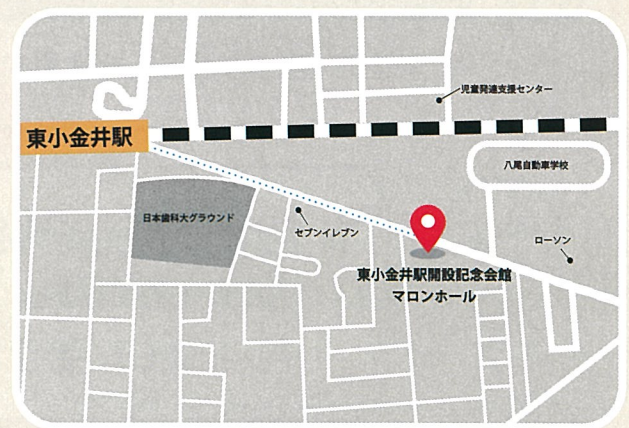 児童発達支援センター
東小金井駅
八尾自動車学校
日本歯科大グラウンド
セブンイレブン
ローソン
東小金井駅開設記念会館
マロンホール